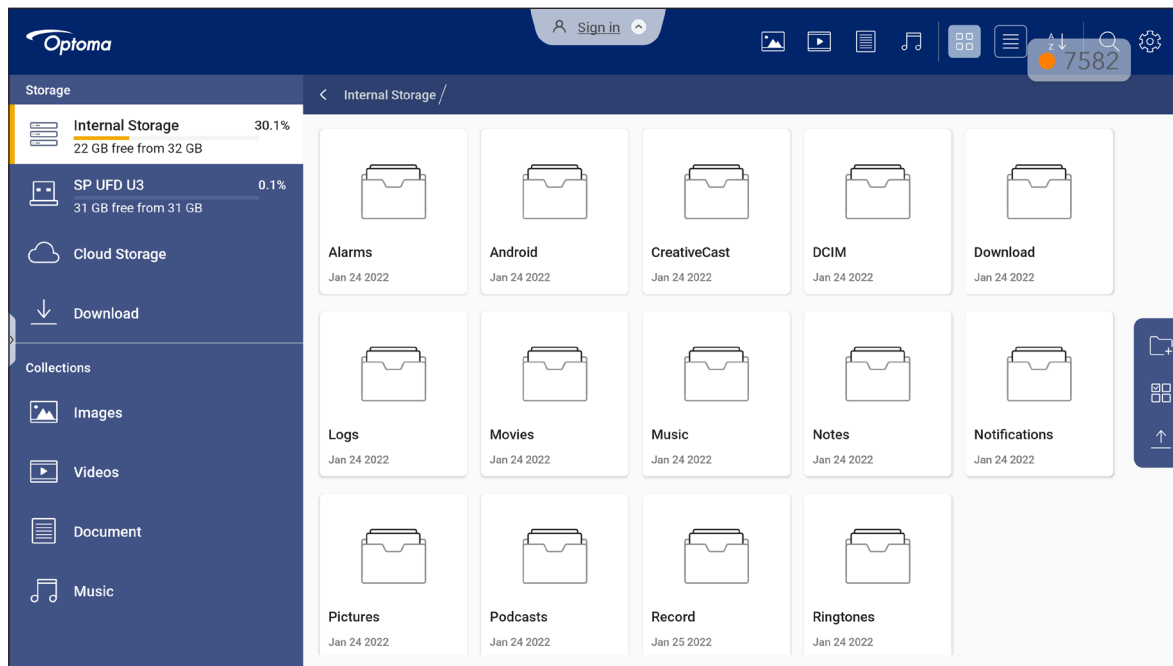 Optoma
Sign in
A
Z
7582
Storage
Internal Storage 30.1%
22 GB free from 32 GB
SP UFD U3 0.1%
31 GB free from 31 GB
Cloud Storage
Download
Collections
Images
Videos
Document
Music
Internal Storage /
Alarms Android CreativeCast DCIM Download
Jan 24 2022 Jan 24 2022 Jan 24 2022 Jan 24 2022 Jan 24 2022
Logs Movies Music Notes Notifications
Jan 24 2022 Jan 24 2022 Jan 24 2022 Jan 24 2022 Jan 24 2022
Pictures Podcasts Record Ringtones
Jan 24 2022 Jan 24 2022 Jan 25 2022 Jan 24 2022